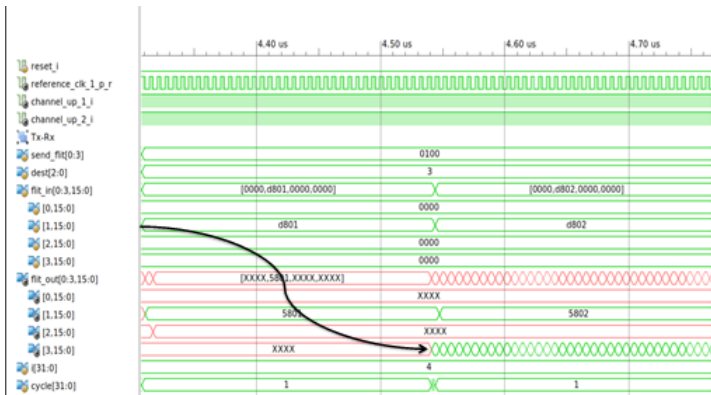 4.40 us 4.50 us 4.60 us 4.70 us
reset_i
reference_clk_1_p_r
channel_up_1_i
channel_up_2_i
Tx-Rx
send_flit[0:3] 0100
dest[2:0] 3
flit_in[0:3,15:0] [0000,d801,0000,0000] [0000,d802,0000,0000]
[0,15:0] 0000
[1,15:0] d801 d802
[2,15:0] 0000
[3,15:0] 0000
flit_out[0:3,15:0] [XXXX,5801,XXXX,XXXX]
[0,15:0] XXXX
[1,15:0] 5801 5802
[2,15:0] XXXX
[3,15:0] XXXX
i[31:0] 4
cycle[31:0] 1 1